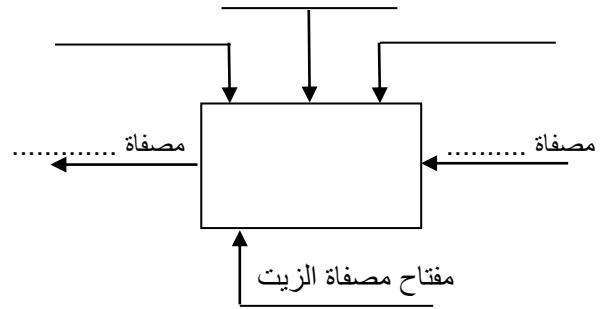 مصفاة ..........
مصفاة .............
مفتاح مصفاة الزيت